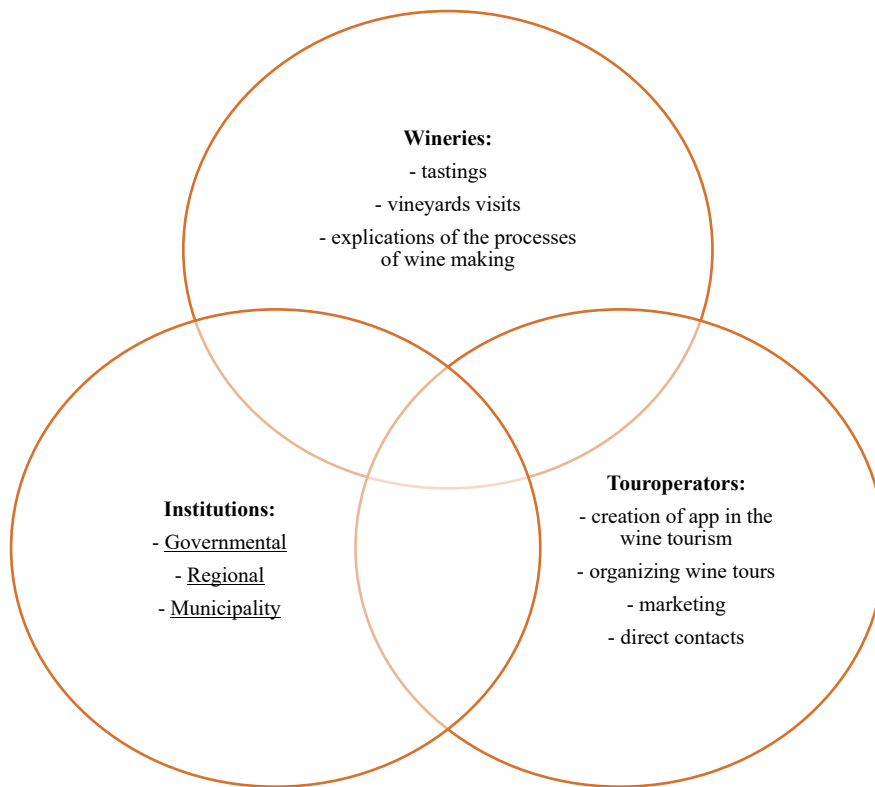 Wineries:
- tastings
- vineyards visits
- explications of the processes
of wine making
Institutions:
- Governmental
- Regional
- Municipality
Touroperators:
- creation of app in the
wine tourism
- organizing wine tours
- marketing
- direct contacts